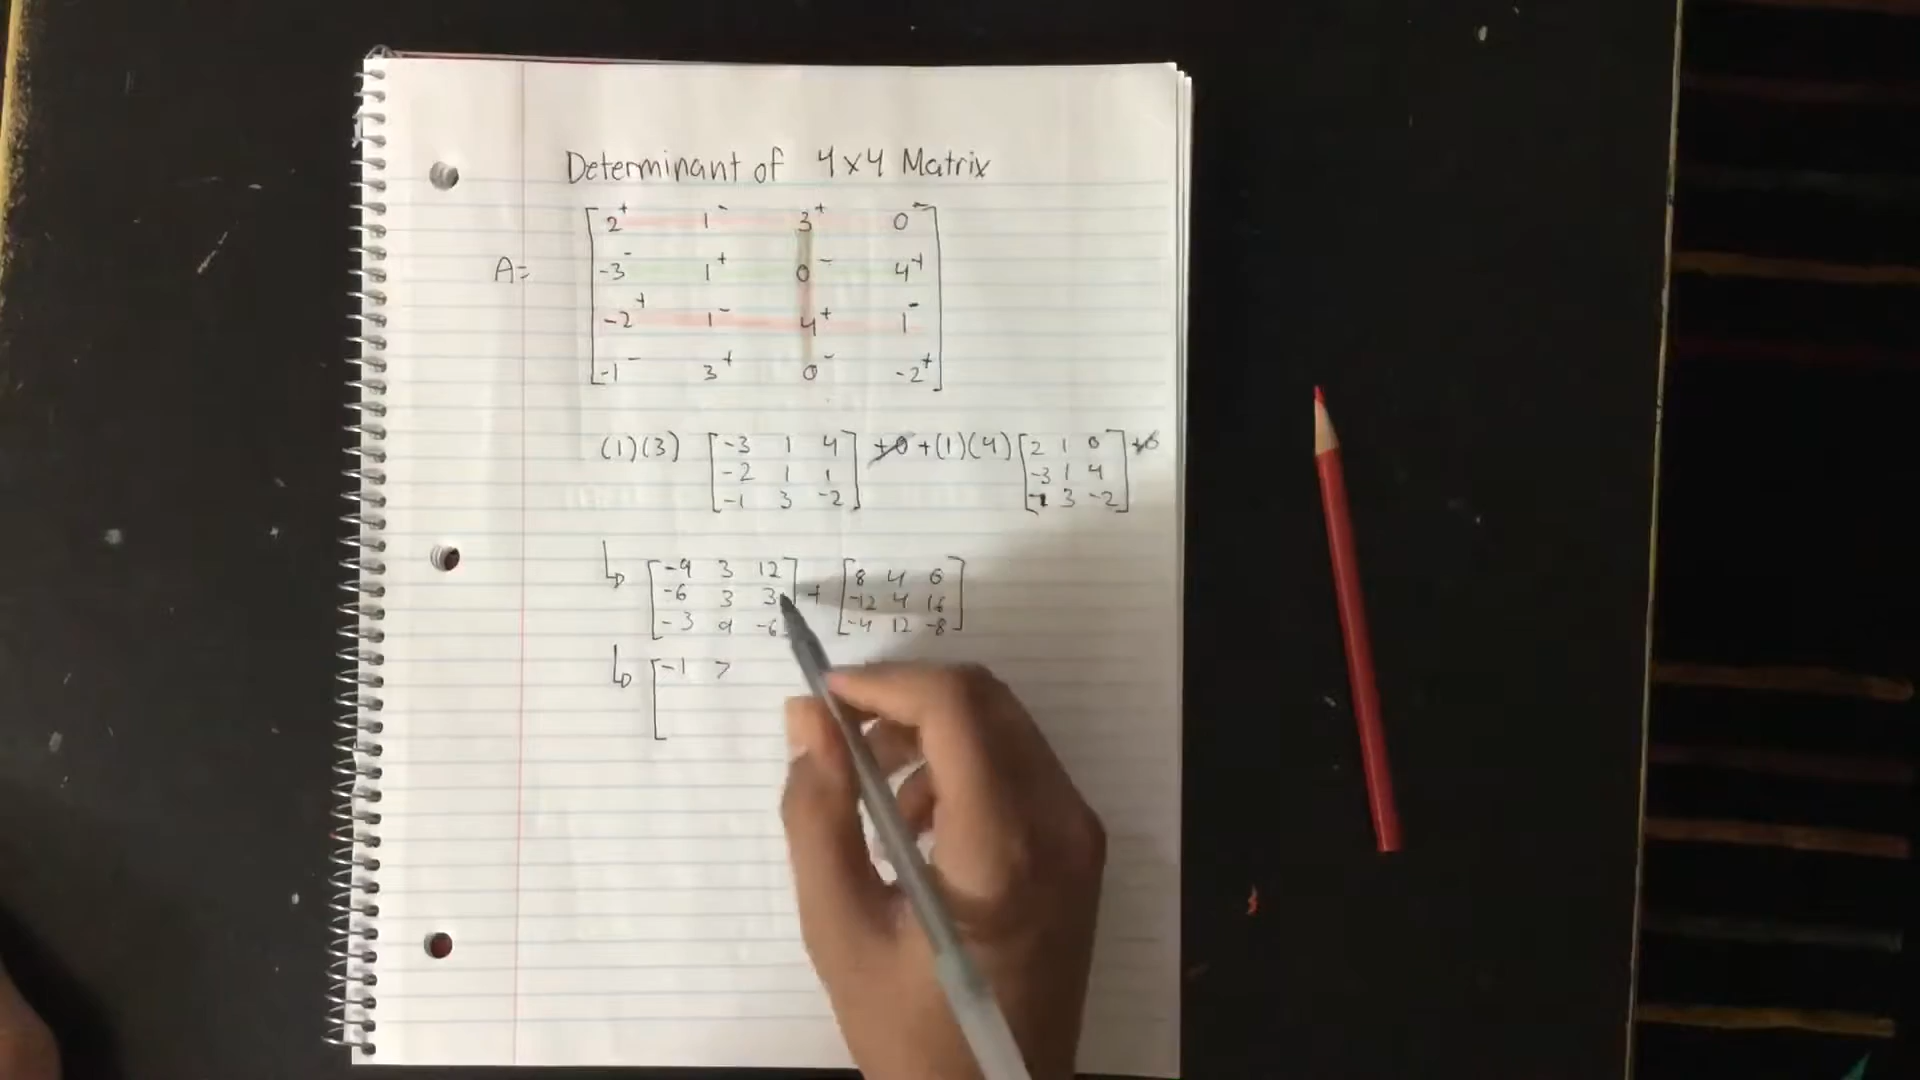 Determinant of 4x4 Matrix
A= [ 2⁺ 1⁻ 3⁺ 0⁻
-3⁻ 1⁺ 0⁻ 4⁺
-2⁺ 1⁻ 4⁺ 1⁻
-1⁻ 3⁺ 0⁻ -2⁺ ]
(1)(3) [ -3 1 4 ] +0 + (1)(4) [ 2 1 0 ] +0
-2 1 1 -3 1 4
-1 3 -2 -1 3 -2
↳ [ -9 3 12 ] + [ 8 4 0 ]
-6 3 3 -12 4 16
-3 9 -6 -4 12 -8
↳ [ -1 7